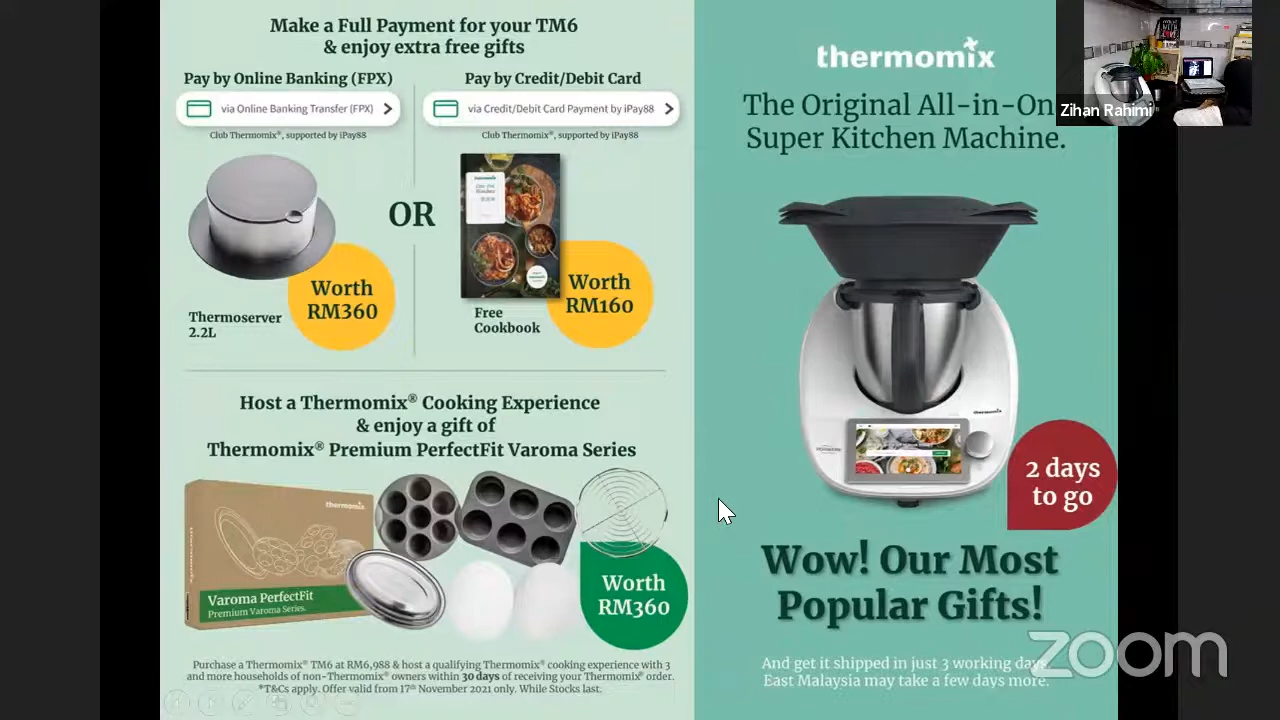 Make a Full Payment for your TM6
& enjoy extra free gifts
Pay by Online Banking (FPX)
via Online Banking Transfer (FPX)
Club Thermomix®, supported by iPay88
Pay by Credit/Debit Card
via Credit/Debit Card Payment by iPay88
Club Thermomix®, supported by iPay88
OR
Worth
RM360
Thermoserver
2.2L
Worth
RM160
Free
Cookbook
Host a Thermomix® Cooking Experience
& enjoy a gift of
Thermomix® Premium PerfectFit Varoma Series
thermomix
Varoma PerfectFit
Premium Varoma Series.
Worth
RM360
Purchase a Thermomix® TM6 at RM6,988 & host a qualifying Thermomix® cooking experience with 3
and more households of non-Thermomix® owners within 30 days of receiving your Thermomix® order.
*T&Cs apply. Offer valid from 17th November 2021 only. While Stocks last.
thermomix
The Original All-in-On
Super Kitchen Machine.
Zihan Rahimi
thermomix
2 days
to go
Wow! Our Most
Popular Gifts!
And get it shipped in just 3 working days.
East Malaysia may take a few days more.
zoom